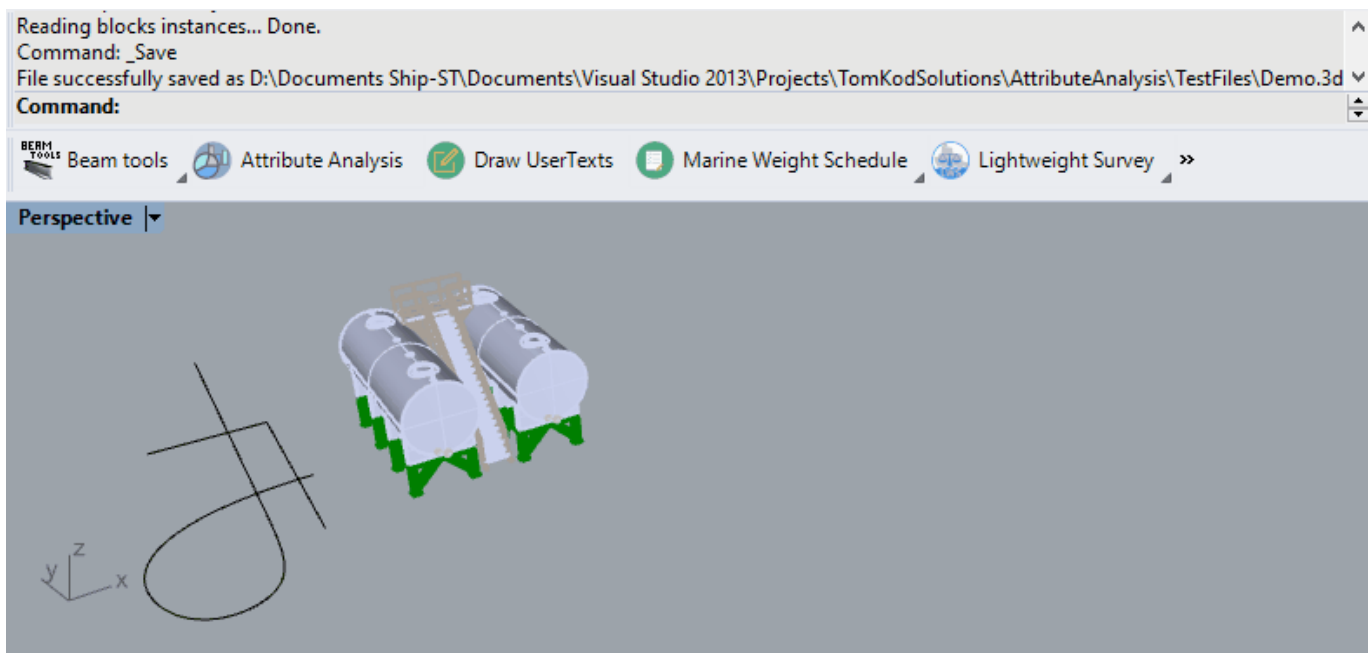 Reading blocks instances... Done.
Command: _Save
File successfully saved as D:\Documents Ship-ST\Documents\Visual Studio 2013\Projects\TomKodSolutions\AttributeAnalysis\TestFiles\Demo.3d
Command:
BEAM TOOLS Beam tools Attribute Analysis Draw UserTexts Marine Weight Schedule Lightweight Survey »
Perspective
z
y x